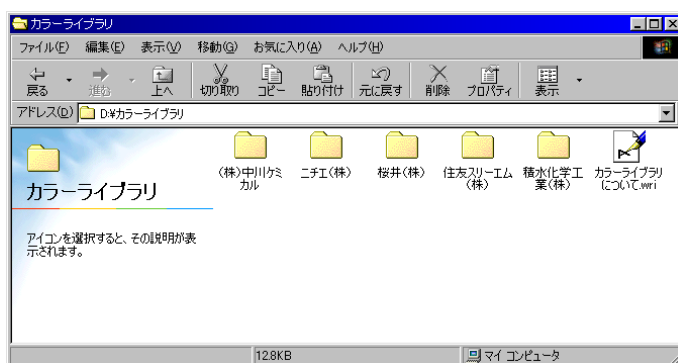 カラーライブラリ
ファイル(F) 編集(E) 表示(V) 移動(G) お気に入り(A) ヘルプ(H)
戻る 進む 上へ 切り取り コピー 貼り付け 元に戻す 削除 プロパティ 表示
アドレス(D) D:¥カラーライブラリ
カラーライブラリ
アイコンを選択すると、その説明が表
示されます。
(株)中川ケミ
カル
ニチエ(株)
桜井(株)
住友スリーエム
(株)
積水化学工
業(株)
カラーライブラリ
について.wri
12.8KB マイ コンピュータ